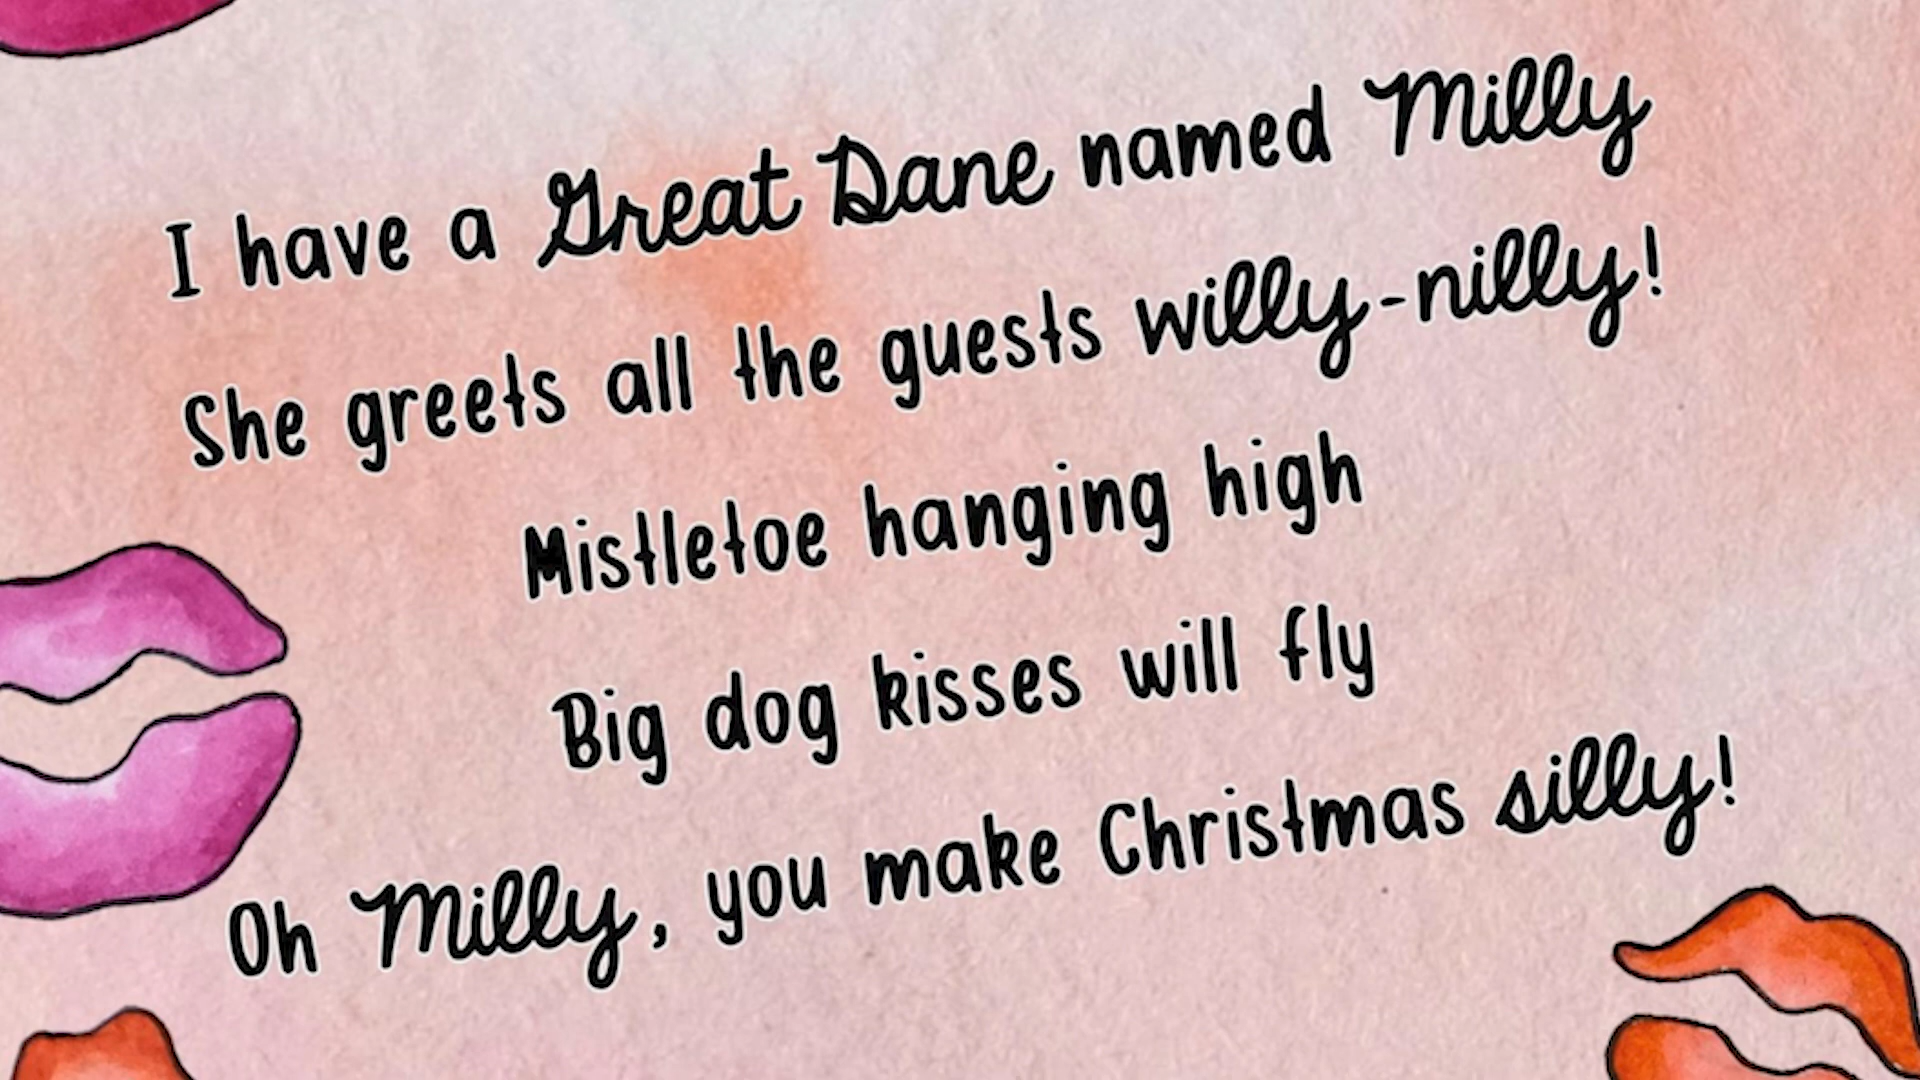 I have a Great Dane named Milly
She greets all the guests willy-nilly!
Mistletoe hanging high
Big dog kisses will fly
Oh Milly, you make Christmas silly!